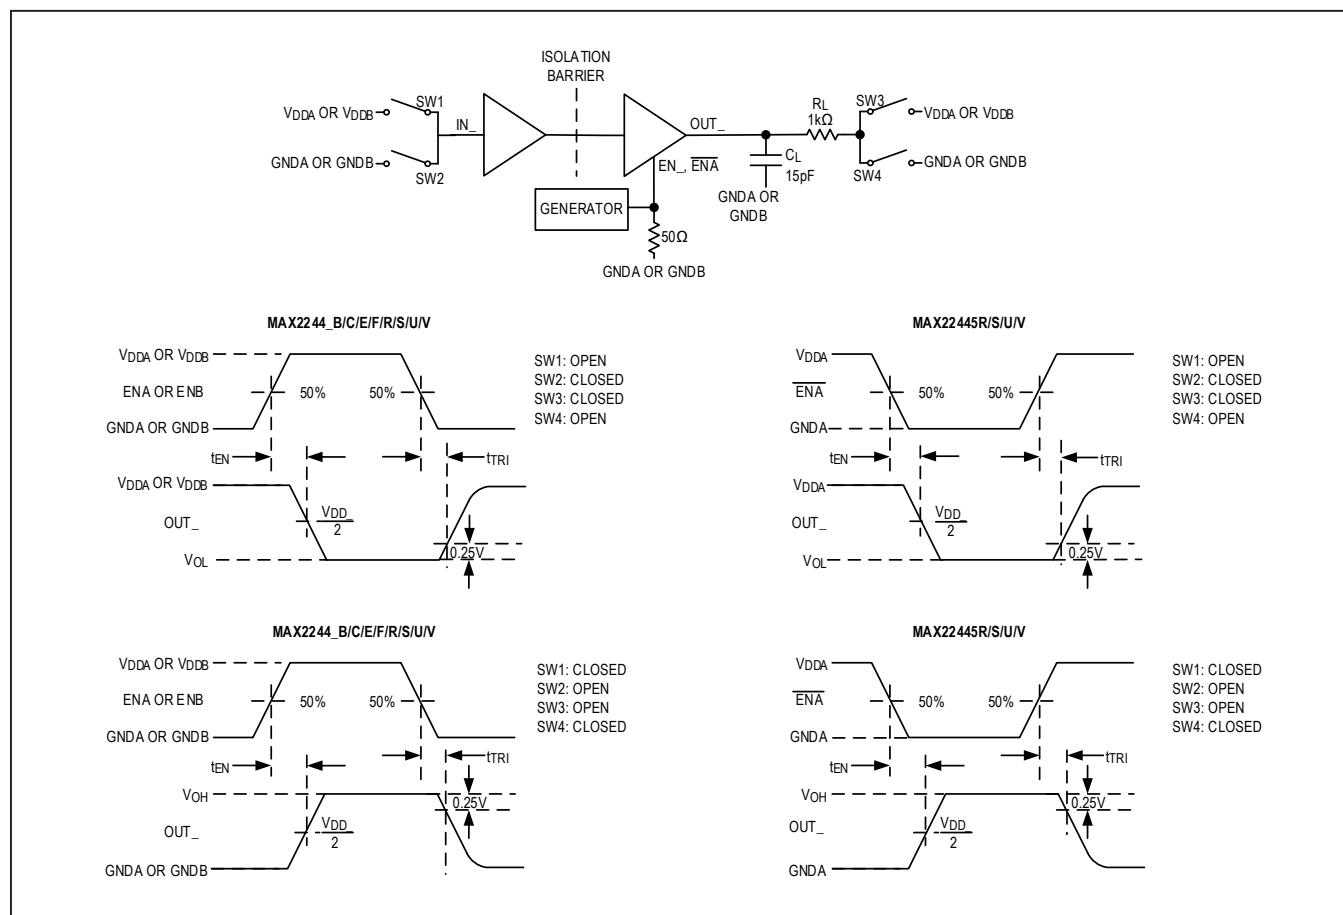 ISOLATION
BARRIER
VDDA OR VDDB
SW1
IN_
GNDA OR GNDB
SW2
OUT_
EN_, ENA
GENERATOR
50Ω
GNDA OR GNDB
CL
15pF
GNDA OR
GNDB
RL
1kΩ
SW3
VDDA OR VDDB
SW4
GNDA OR GNDB
MAX2244_B/C/E/F/R/S/U/V
VDDA OR VDDB
ENA OR ENB
50%
50%
GNDA OR GNDB
SW1: OPEN
SW2: CLOSED
SW3: CLOSED
SW4: OPEN
tEN
tTRI
VDDA OR VDDB
OUT_
VDD_
2
0.25V
VOL
MAX22445R/S/U/V
VDDA
ENA
50%
50%
GNDA
SW1: OPEN
SW2: CLOSED
SW3: CLOSED
SW4: OPEN
tEN
tTRI
VDDA
OUT_
VDD_
2
0.25V
VOL
MAX2244_B/C/E/F/R/S/U/V
VDDA OR VDDB
ENA OR ENB
50%
50%
GNDA OR GNDB
SW1: CLOSED
SW2: OPEN
SW3: OPEN
SW4: CLOSED
tEN
tTRI
VOH
0.25V
OUT_
VDD_
2
GNDA OR GNDB
MAX22445R/S/U/V
VDDA
ENA
50%
50%
GNDA
SW1: CLOSED
SW2: OPEN
SW3: OPEN
SW4: CLOSED
tEN
tTRI
VOH
0.25V
OUT_
VDD_
2
GNDA